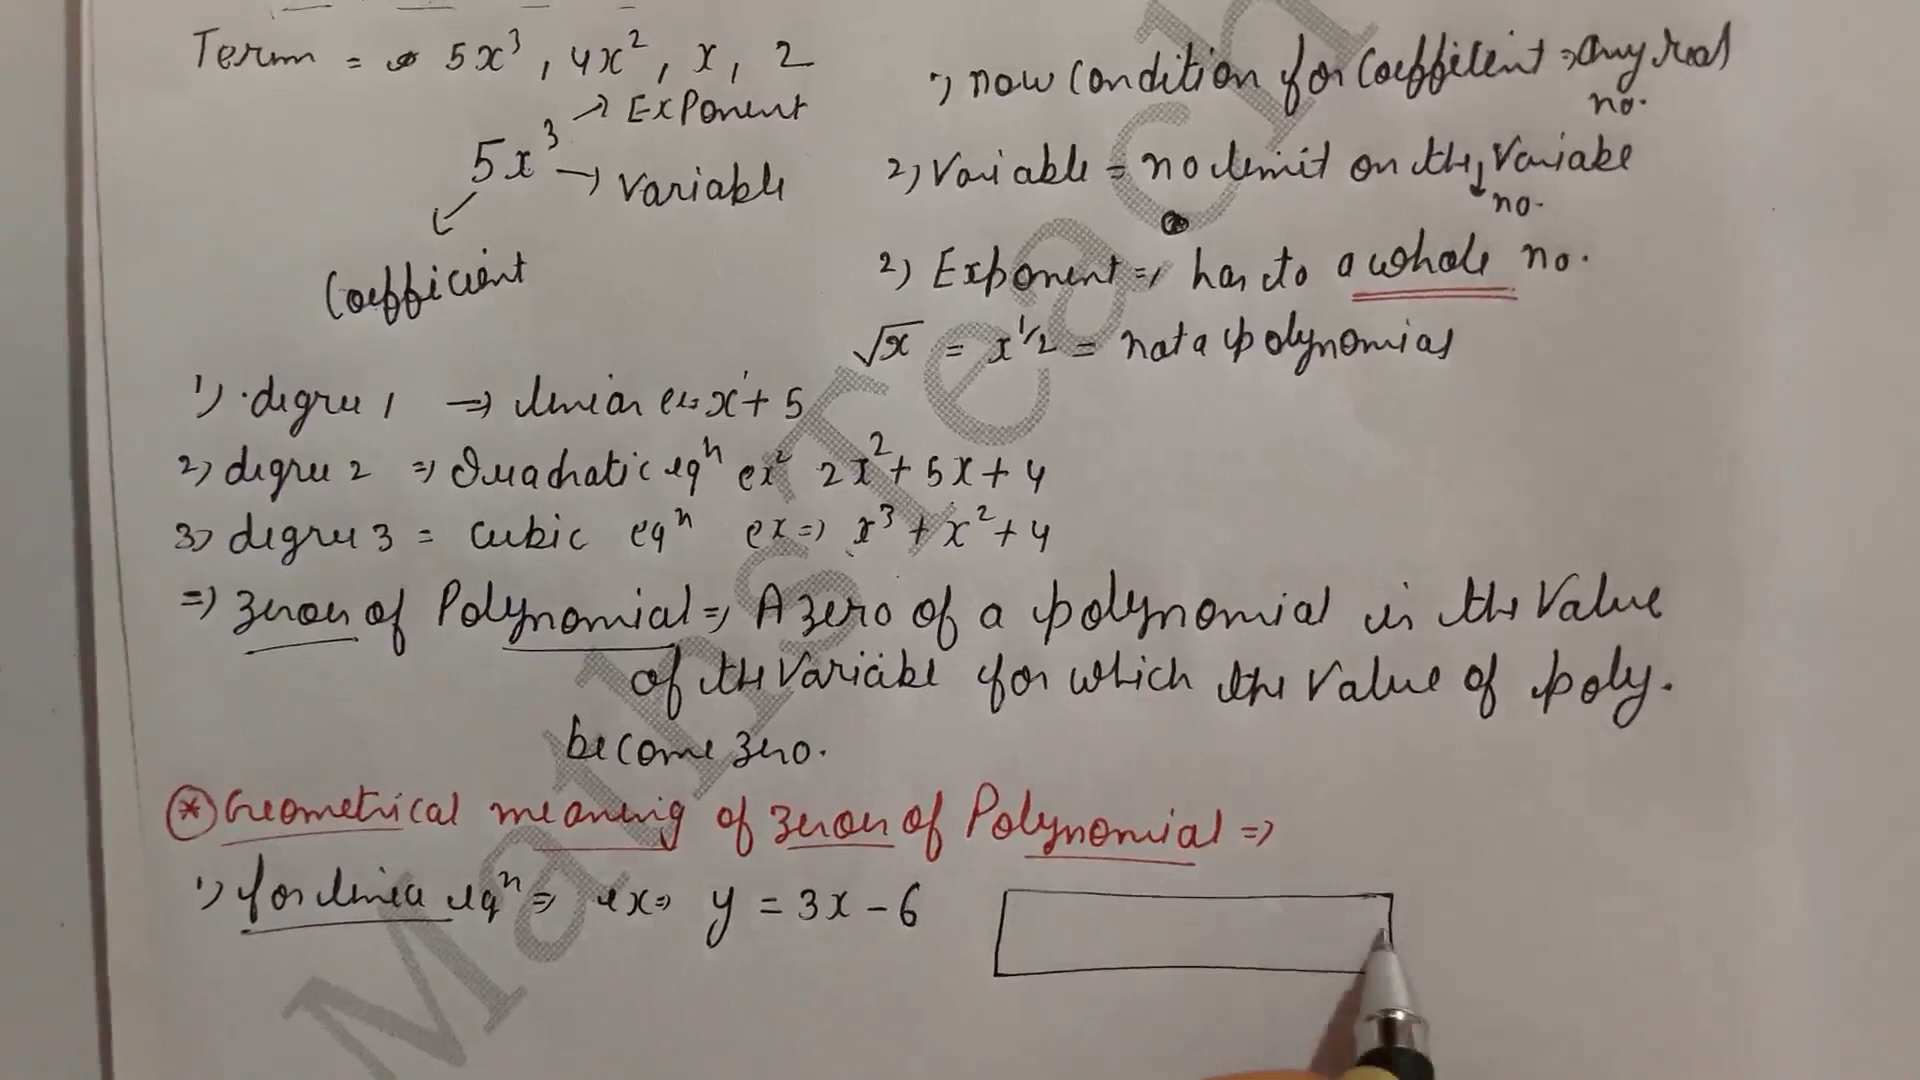 Term = 5x³, 4x², x, 2
→ Exponent
5x³ → variable
Coefficient
1) now condition for coefficient ⇒ any real
no.
2) Variable = no limit on the variable
no.
2) Exponent ⇒ has to a whole no.
√x = x^1/2 = not a polynomial
1) degree 1 ⇒ linear ex x¹ + 5
2) degree 2 ⇒ Quadratic eqⁿ ex 2x² + 5x + 4
3) degree 3 = cubic eqⁿ ex ⇒ x³ + x² + 4
⇒ zeroes of Polynomial ⇒ A zero of a polynomial is the value
of the variable for which the value of poly.
become zero.
* Geometrical meaning of zeroes of Polynomial ⇒
1) for linear eqⁿ ⇒ ex ⇒ y = 3x - 6
MathsTeach